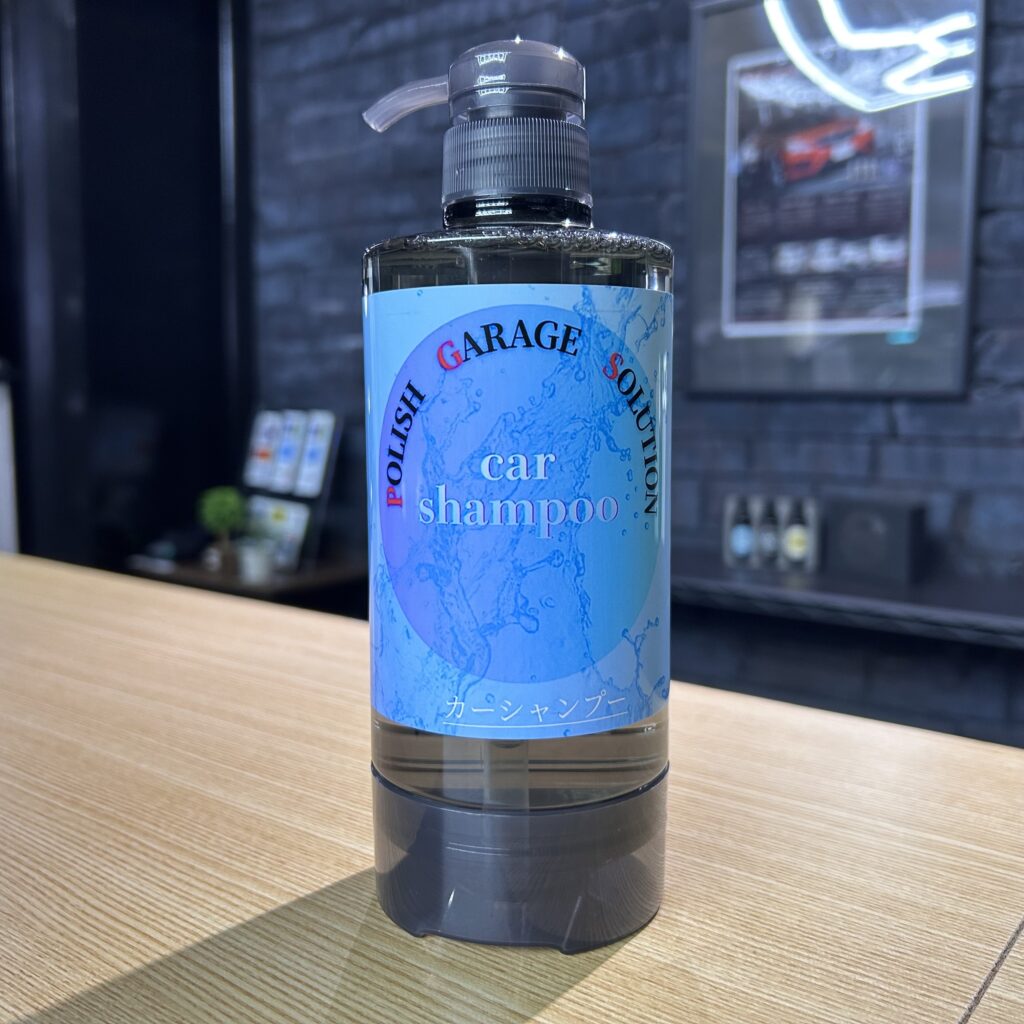 POLISH GARAGE SOLUTION
car
shampoo
カーシャンプー